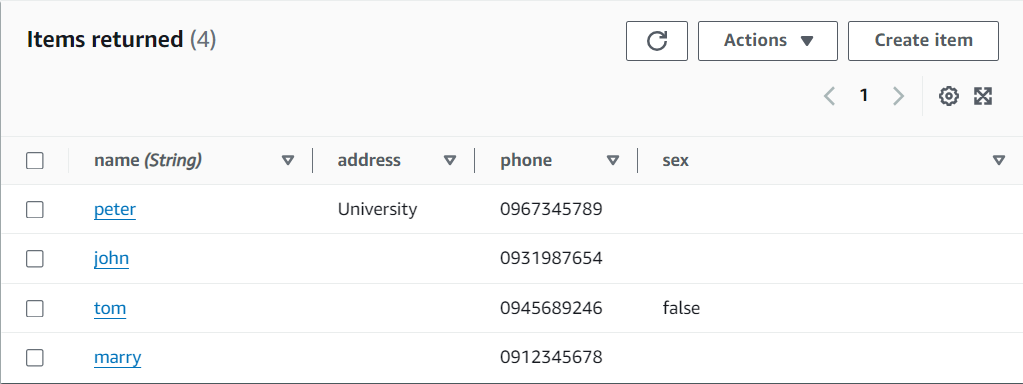 Items returned (4)
Actions
Create item
1
name (String) address phone sex
peter University 0967345789
john 0931987654
tom 0945689246 false
marry 0912345678